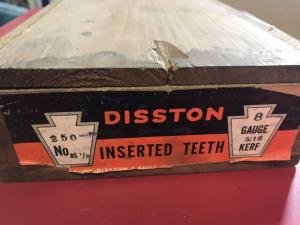 DISSTON
250
No.
INSERTED TEETH
8
GAUGE
5/16
KERF